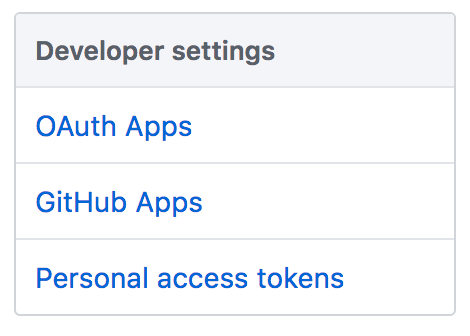 Developer settings
OAuth Apps
GitHub Apps
Personal access tokens